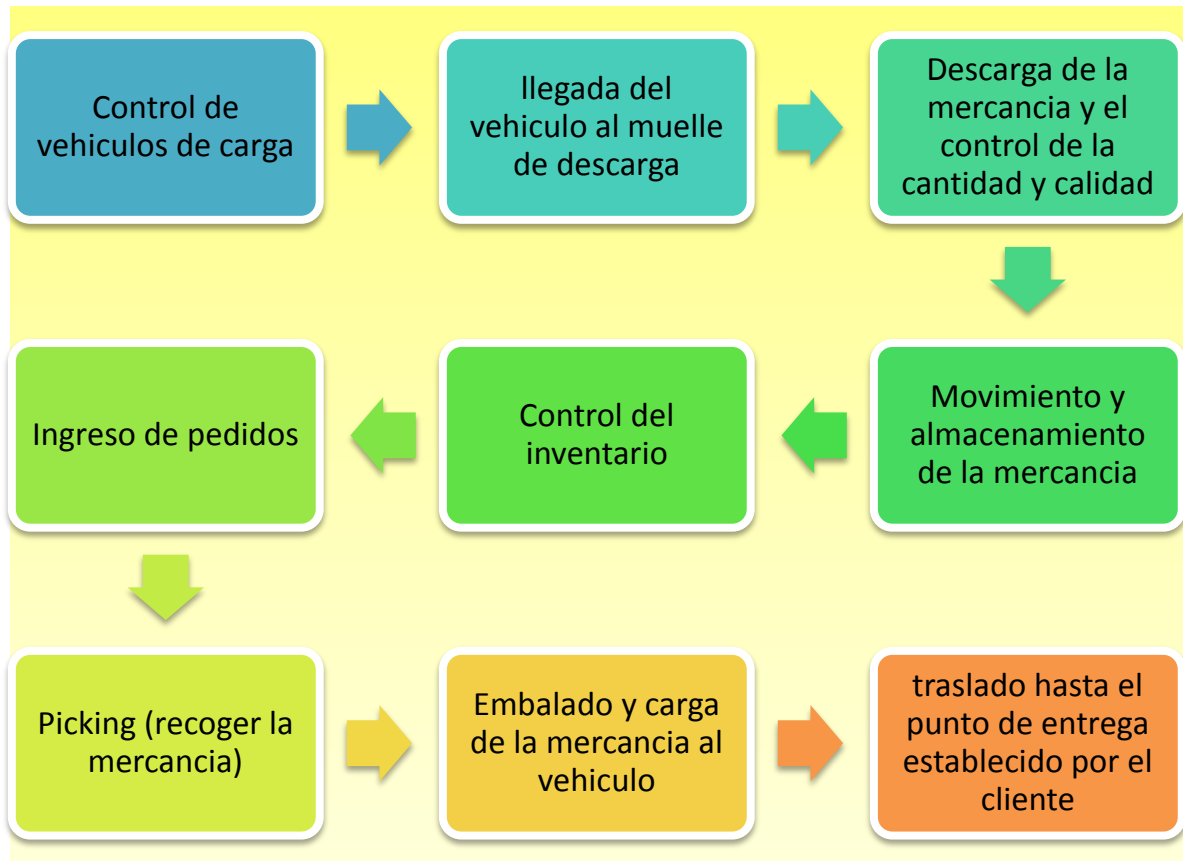 Control de
vehiculos de carga
llegada del
vehiculo al muelle
de descarga
Descarga de la
mercancia y el
control de la
cantidad y calidad
Movimiento y
almacenamiento
de la mercancia
Control del
inventario
Ingreso de pedidos
Picking (recoger la
mercancia)
Embalado y carga
de la mercancia al
vehiculo
traslado hasta el
punto de entrega
establecido por el
cliente